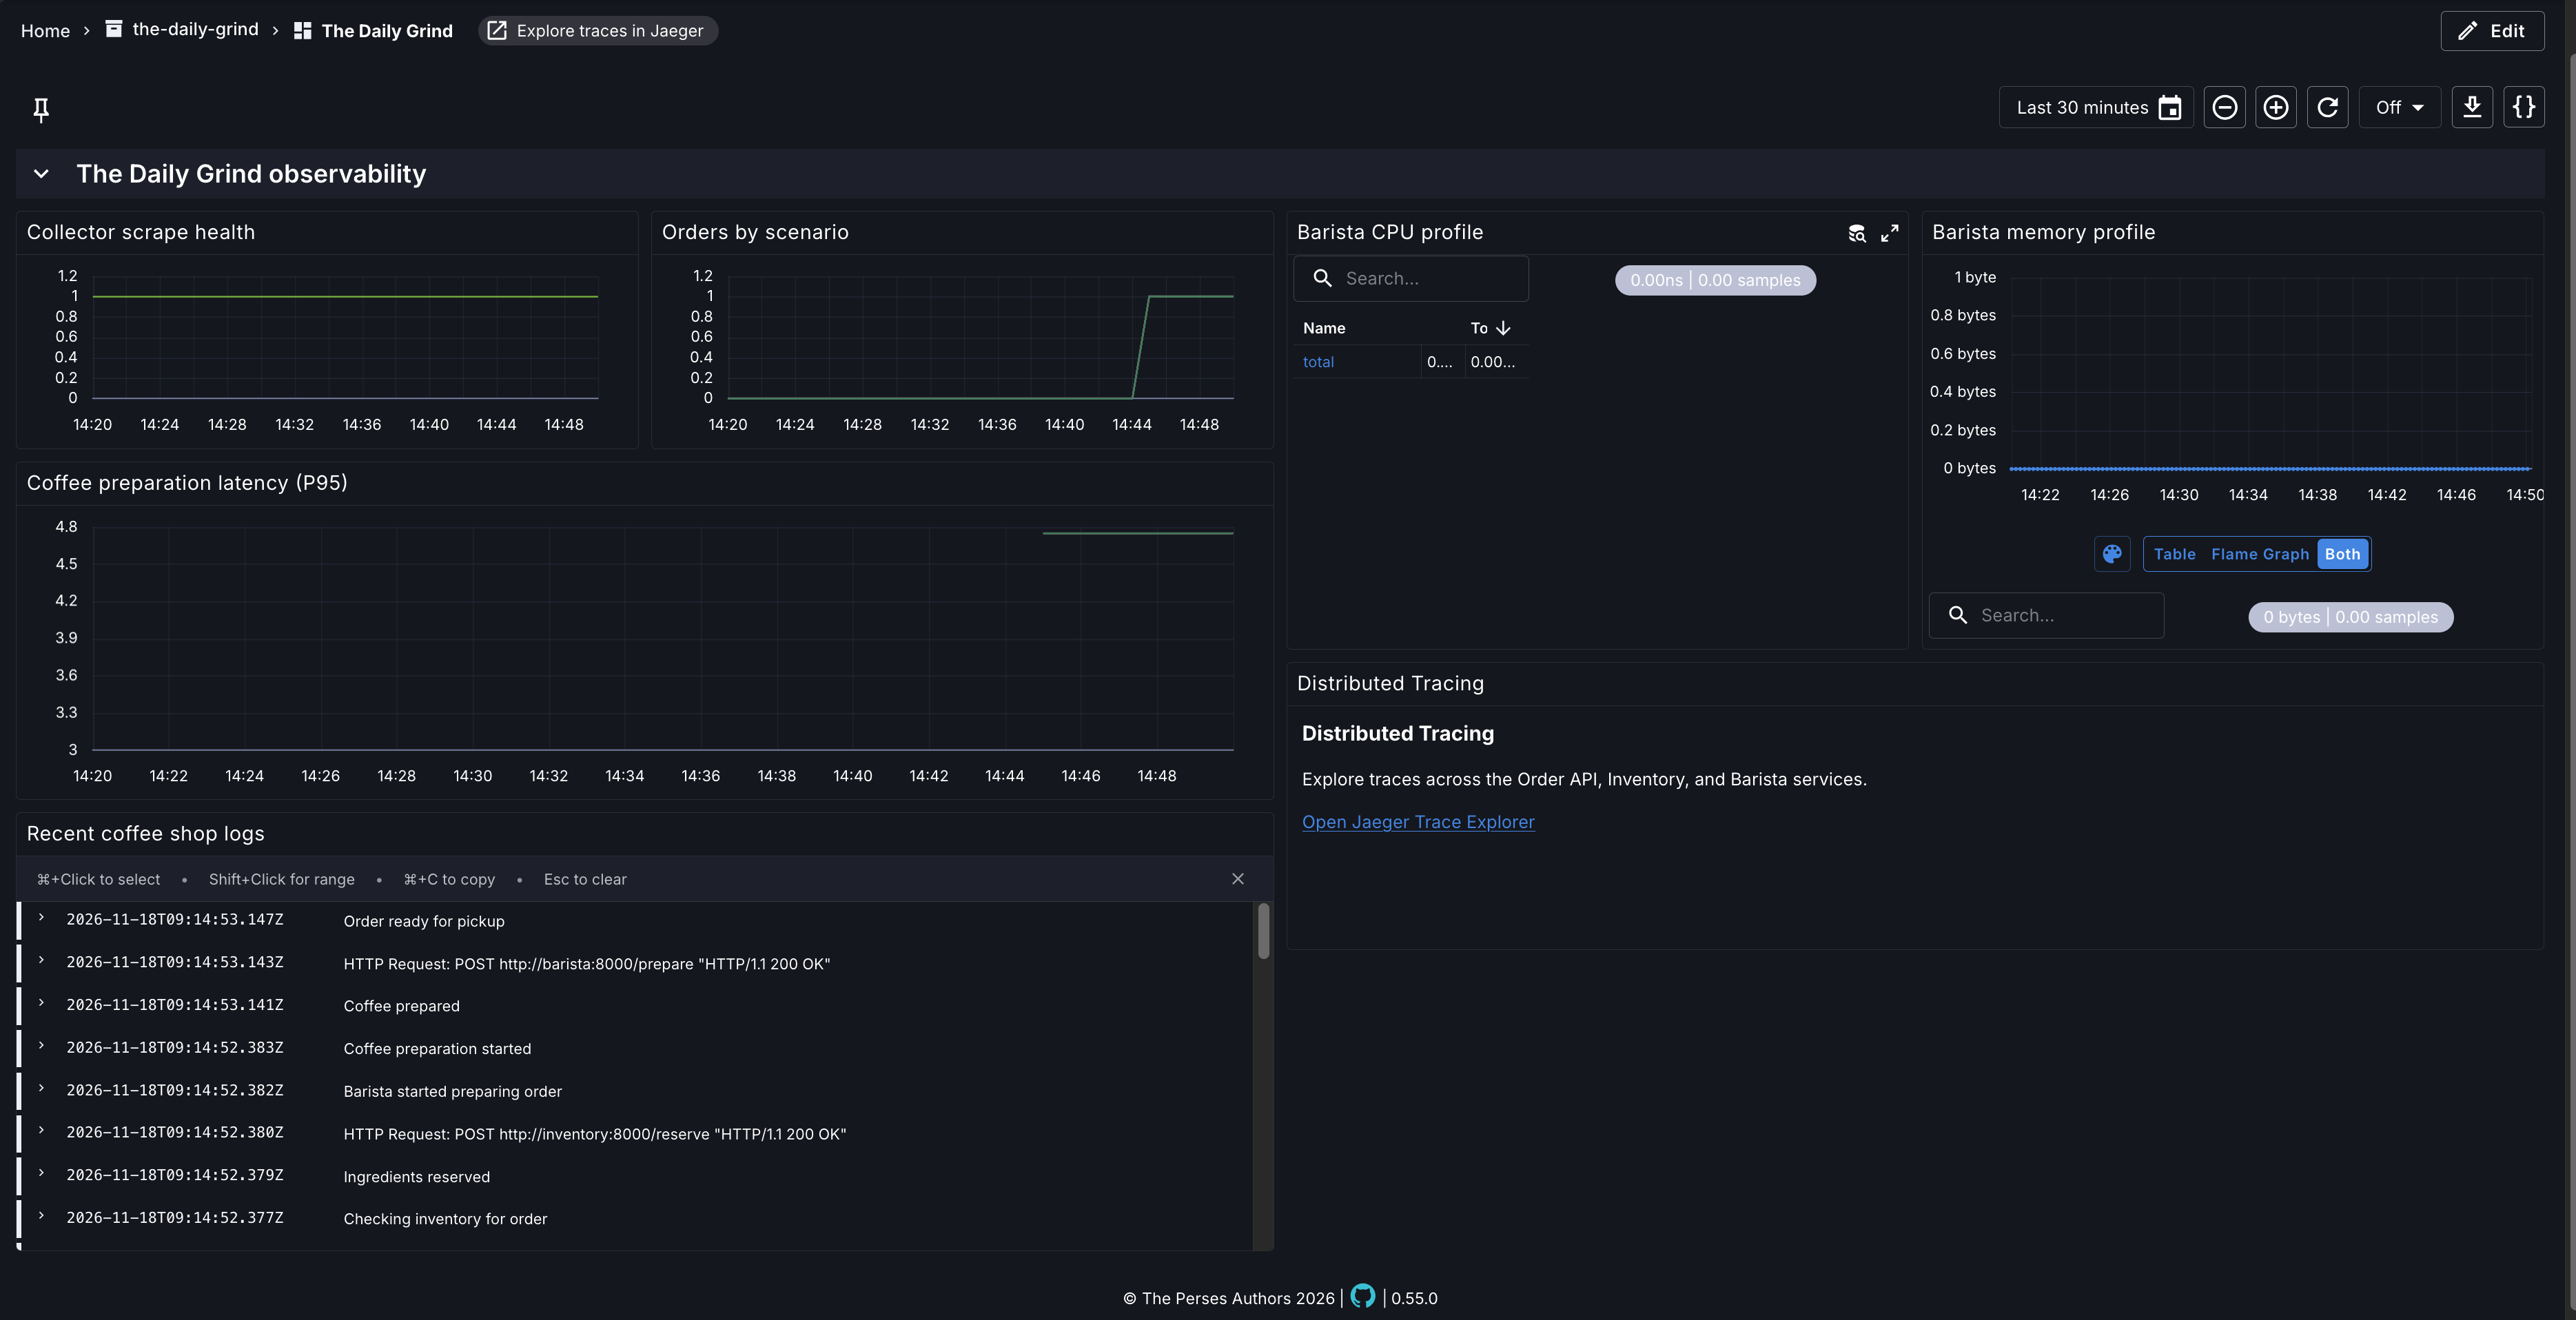 Home › the-daily-grind › The Daily Grind Explore traces in Jaeger Edit
Last 30 minutes Off {}
The Daily Grind observability
Collector scrape health
1.2
1
0.8
0.6
0.4
0.2
0
14:20 14:24 14:28 14:32 14:36 14:40 14:44 14:48
Orders by scenario
1.2
1
0.8
0.6
0.4
0.2
0
14:20 14:24 14:28 14:32 14:36 14:40 14:44 14:48
Barista CPU profile
Search...
0.00ns | 0.00 samples
Name To
total 0.... 0.00...
Barista memory profile
1 byte
0.8 bytes
0.6 bytes
0.4 bytes
0.2 bytes
0 bytes
14:22 14:26 14:30 14:34 14:38 14:42 14:46 14:50
Table Flame Graph Both
Search...
0 bytes | 0.00 samples
Coffee preparation latency (P95)
4.8
4.5
4.2
3.9
3.6
3.3
3
14:20 14:22 14:24 14:26 14:28 14:30 14:32 14:34 14:36 14:38 14:40 14:42 14:44 14:46 14:48
Distributed Tracing
Distributed Tracing
Explore traces across the Order API, Inventory, and Barista services.
Open Jaeger Trace Explorer
Recent coffee shop logs
⌘+Click to select • Shift+Click for range • ⌘+C to copy • Esc to clear
2026-11-18T09:14:53.147Z Order ready for pickup
2026-11-18T09:14:53.143Z HTTP Request: POST http://barista:8000/prepare "HTTP/1.1 200 OK"
2026-11-18T09:14:53.141Z Coffee prepared
2026-11-18T09:14:52.383Z Coffee preparation started
2026-11-18T09:14:52.382Z Barista started preparing order
2026-11-18T09:14:52.380Z HTTP Request: POST http://inventory:8000/reserve "HTTP/1.1 200 OK"
2026-11-18T09:14:52.379Z Ingredients reserved
2026-11-18T09:14:52.377Z Checking inventory for order
© The Perses Authors 2026 | | 0.55.0